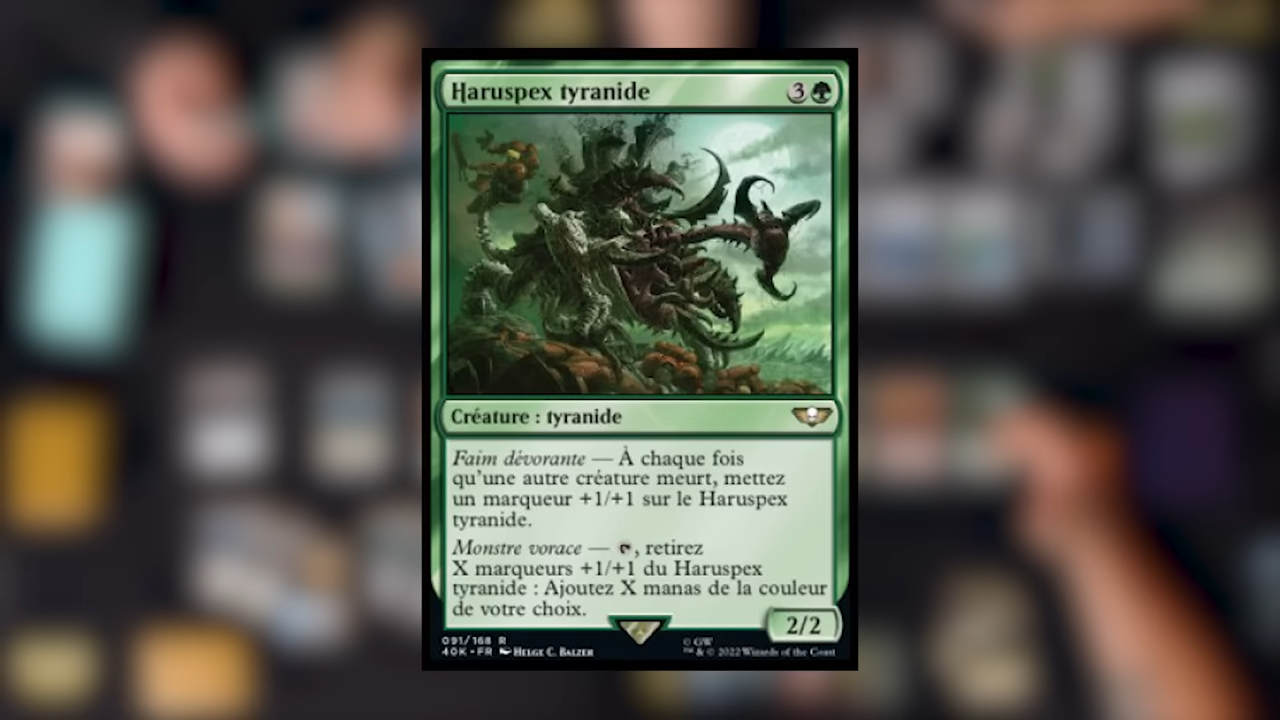 Haruspex tyranide 3
Créature : tyranide
Faim dévorante — À chaque fois
qu'une autre créature meurt, mettez
un marqueur +1/+1 sur le Haruspex
tyranide.
Monstre vorace — , retirez
X marqueurs +1/+1 du Haruspex
tyranide : Ajoutez X manas de la couleur
de votre choix.
2/2
091/168 R
40K • FR Helge C. Balzer
© GW
™ & © 2022 Wizards of the Coast